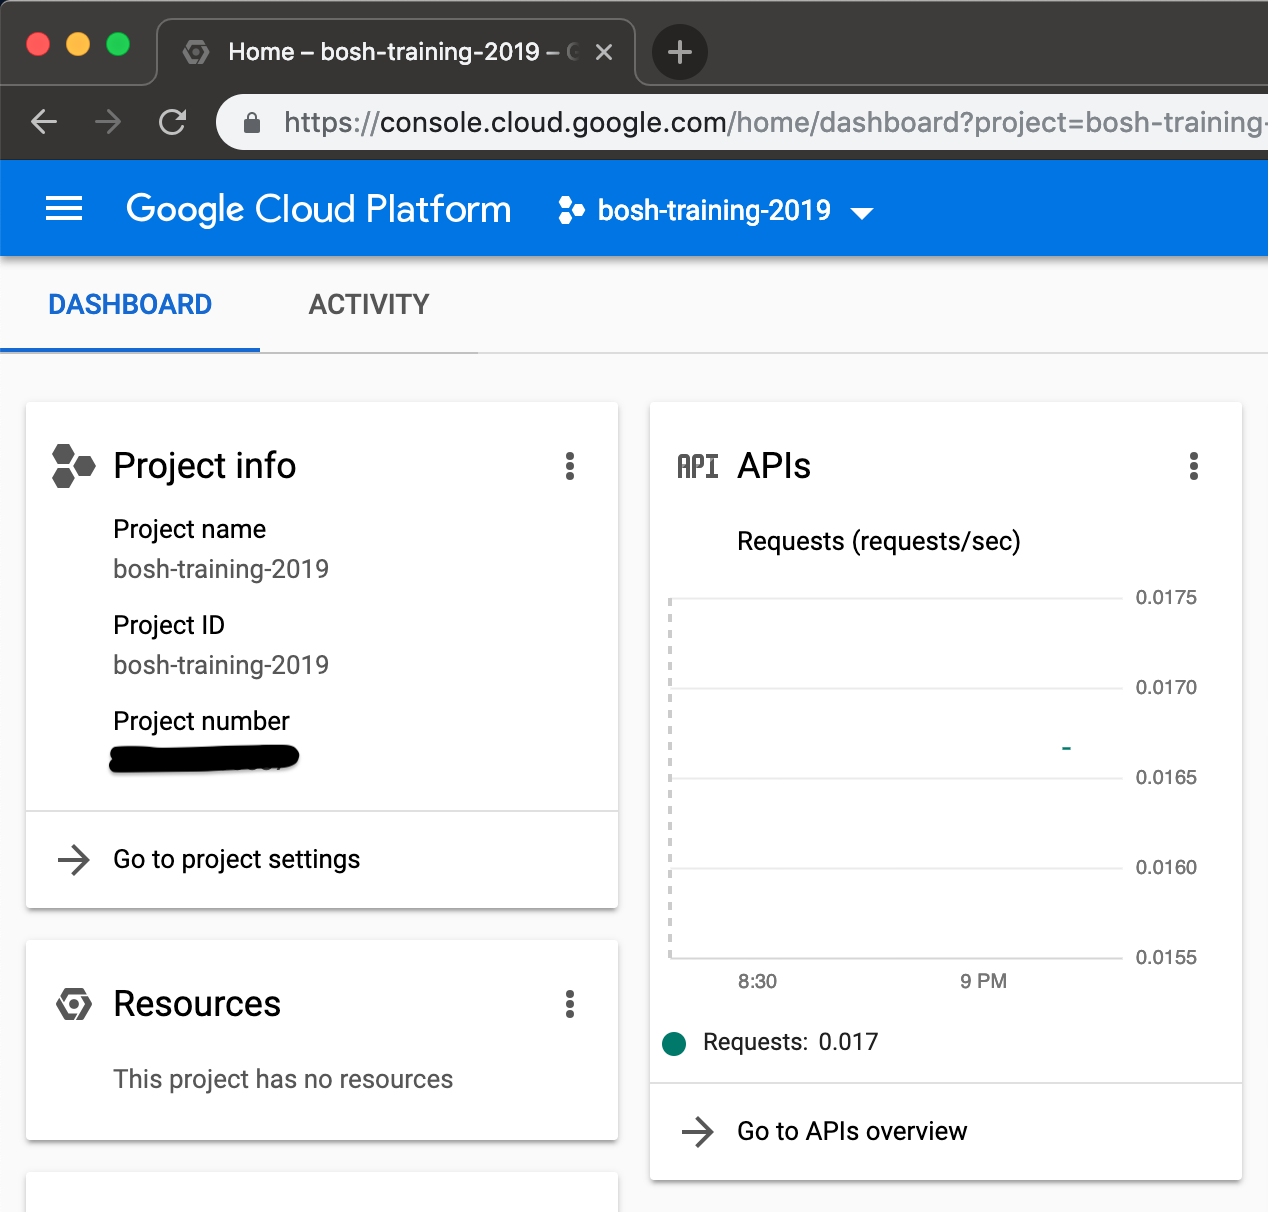 Home – bosh-training-2019 –
https://console.cloud.google.com/home/dashboard?project=bosh-training-
Google Cloud Platform
bosh-training-2019
DASHBOARD
ACTIVITY
Project info
Project name
bosh-training-2019
Project ID
bosh-training-2019
Project number
Go to project settings
Resources
This project has no resources
API
APIs
Requests (requests/sec)
0.0175
0.0170
0.0165
0.0160
0.0155
8:30
9 PM
Requests: 0.017
Go to APIs overview